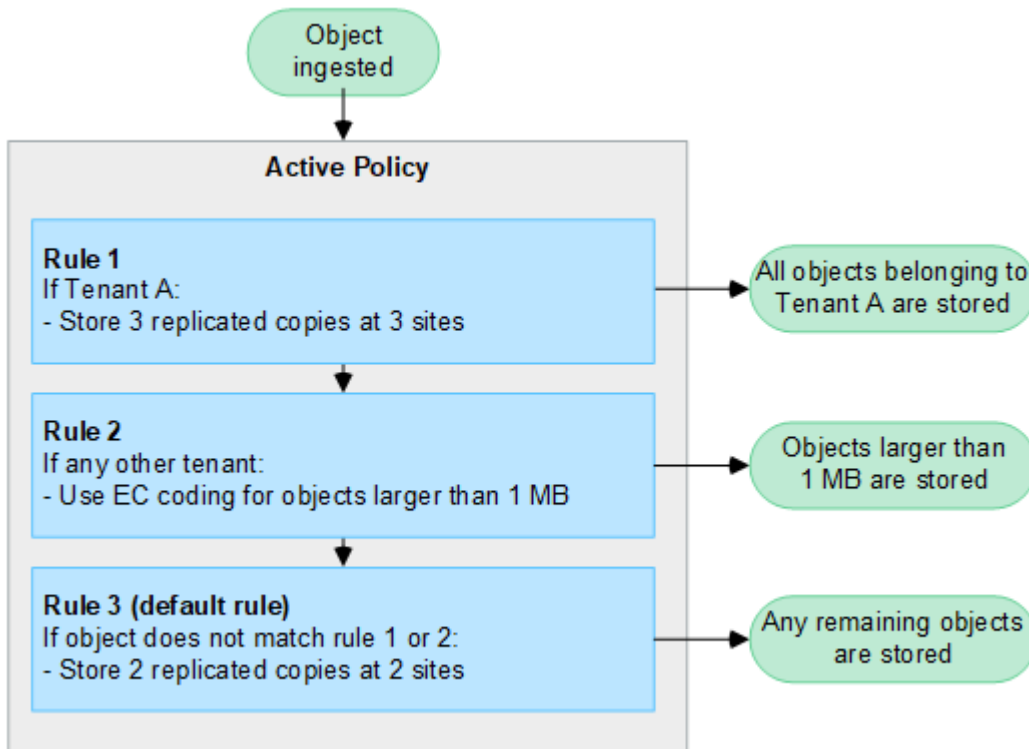 Object
ingested
Active Policy
Rule 1
If Tenant A:
- Store 3 replicated copies at 3 sites
All objects belonging to
Tenant A are stored
Rule 2
If any other tenant:
- Use EC coding for objects larger than 1 MB
Objects larger than
1 MB are stored
Rule 3 (default rule)
If object does not match rule 1 or 2:
- Store 2 replicated copies at 2 sites
Any remaining objects
are stored